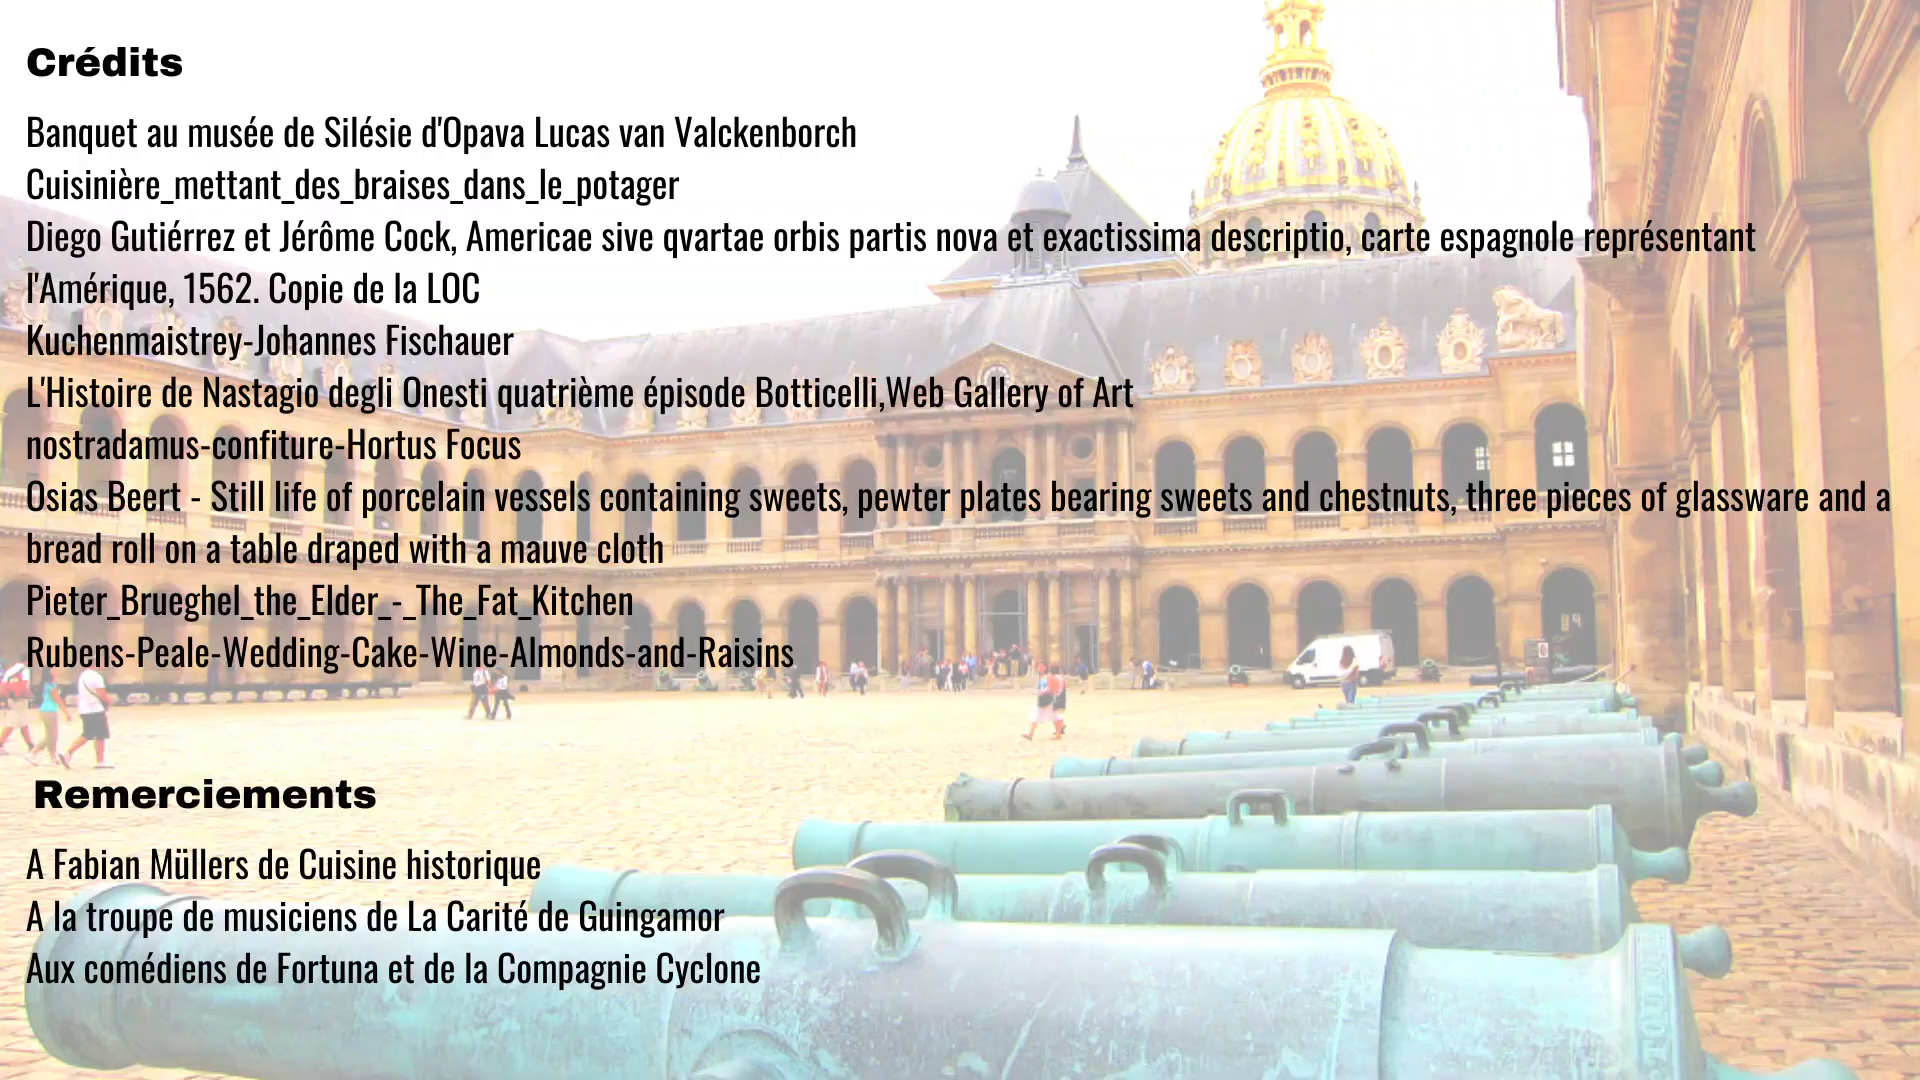 Crédits
Banquet au musée de Silésie d'Opava Lucas van Valckenborch
Cuisinière_mettant_des_braises_dans_le_potager
Diego Gutiérrez et Jérôme Cock, Americae sive qvartae orbis partis nova et exactissima descriptio, carte espagnole représentant
l'Amérique, 1562. Copie de la LOC
Kuchenmaistrey-Johannes Fischauer
L'Histoire de Nastagio degli Onesti quatrième épisode Botticelli,Web Gallery of Art
nostradamus-confiture-Hortus Focus
Osias Beert - Still life of porcelain vessels containing sweets, pewter plates bearing sweets and chestnuts, three pieces of glassware and a
bread roll on a table draped with a mauve cloth
Pieter_Brueghel_the_Elder_-_The_Fat_Kitchen
Rubens-Peale-Wedding-Cake-Wine-Almonds-and-Raisins
Remerciements
A Fabian Müllers de Cuisine historique
A la troupe de musiciens de La Carité de Guingamor
Aux comédiens de Fortuna et de la Compagnie Cyclone